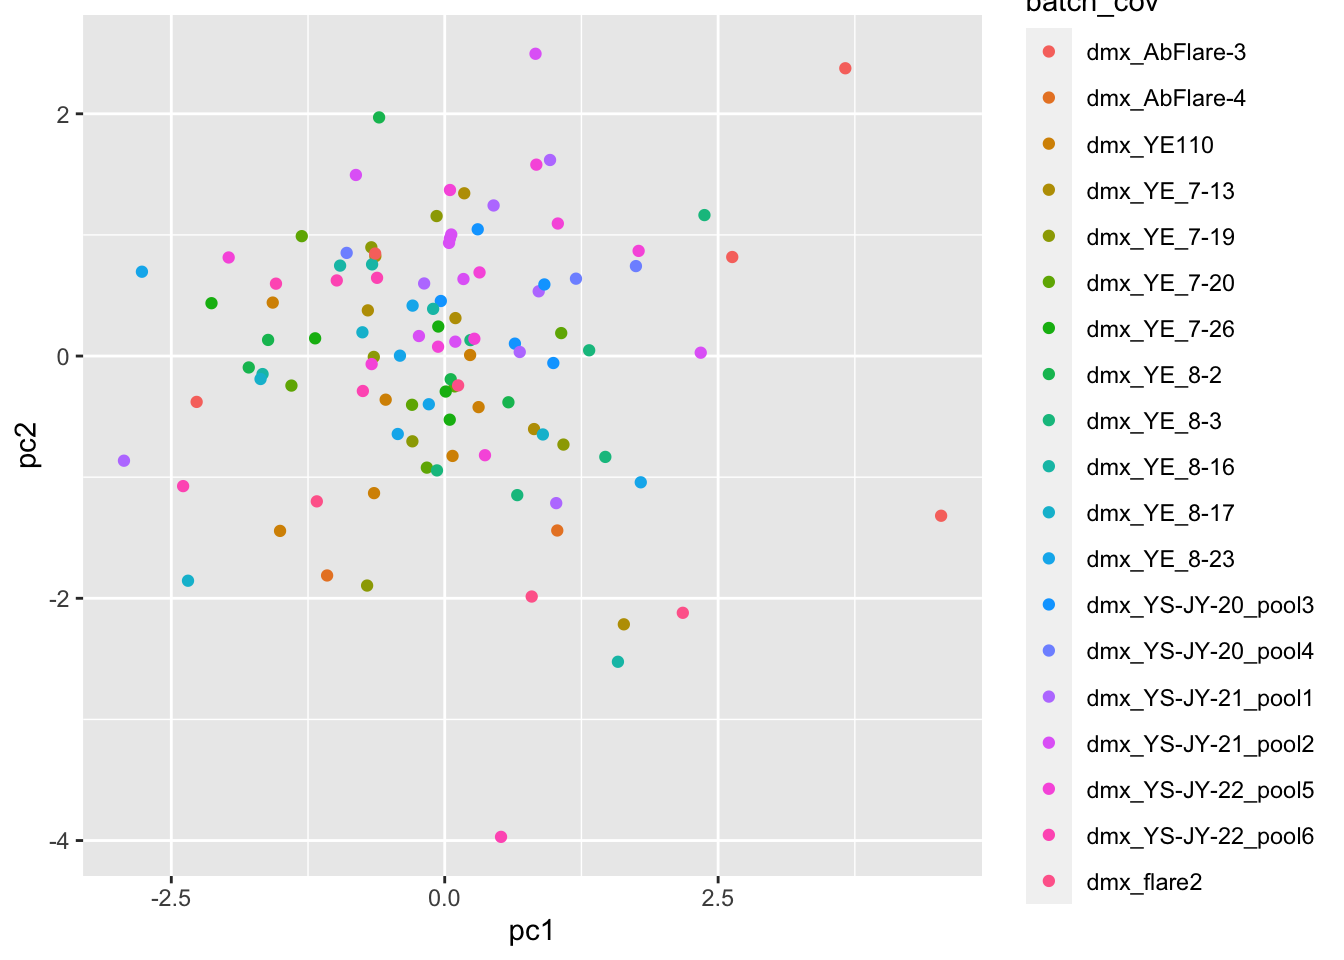 batch_cov
dmx_AbFlare-3
dmx_AbFlare-4
dmx_YE110
dmx_YE_7-13
dmx_YE_7-19
dmx_YE_7-20
dmx_YE_7-26
dmx_YE_8-2
dmx_YE_8-3
dmx_YE_8-16
dmx_YE_8-17
dmx_YE_8-23
dmx_YS-JY-20_pool3
dmx_YS-JY-20_pool4
dmx_YS-JY-21_pool1
dmx_YS-JY-21_pool2
dmx_YS-JY-22_pool5
dmx_YS-JY-22_pool6
dmx_flare2
2
0
-2
-4
pc2
-2.5 0.0 2.5
pc1